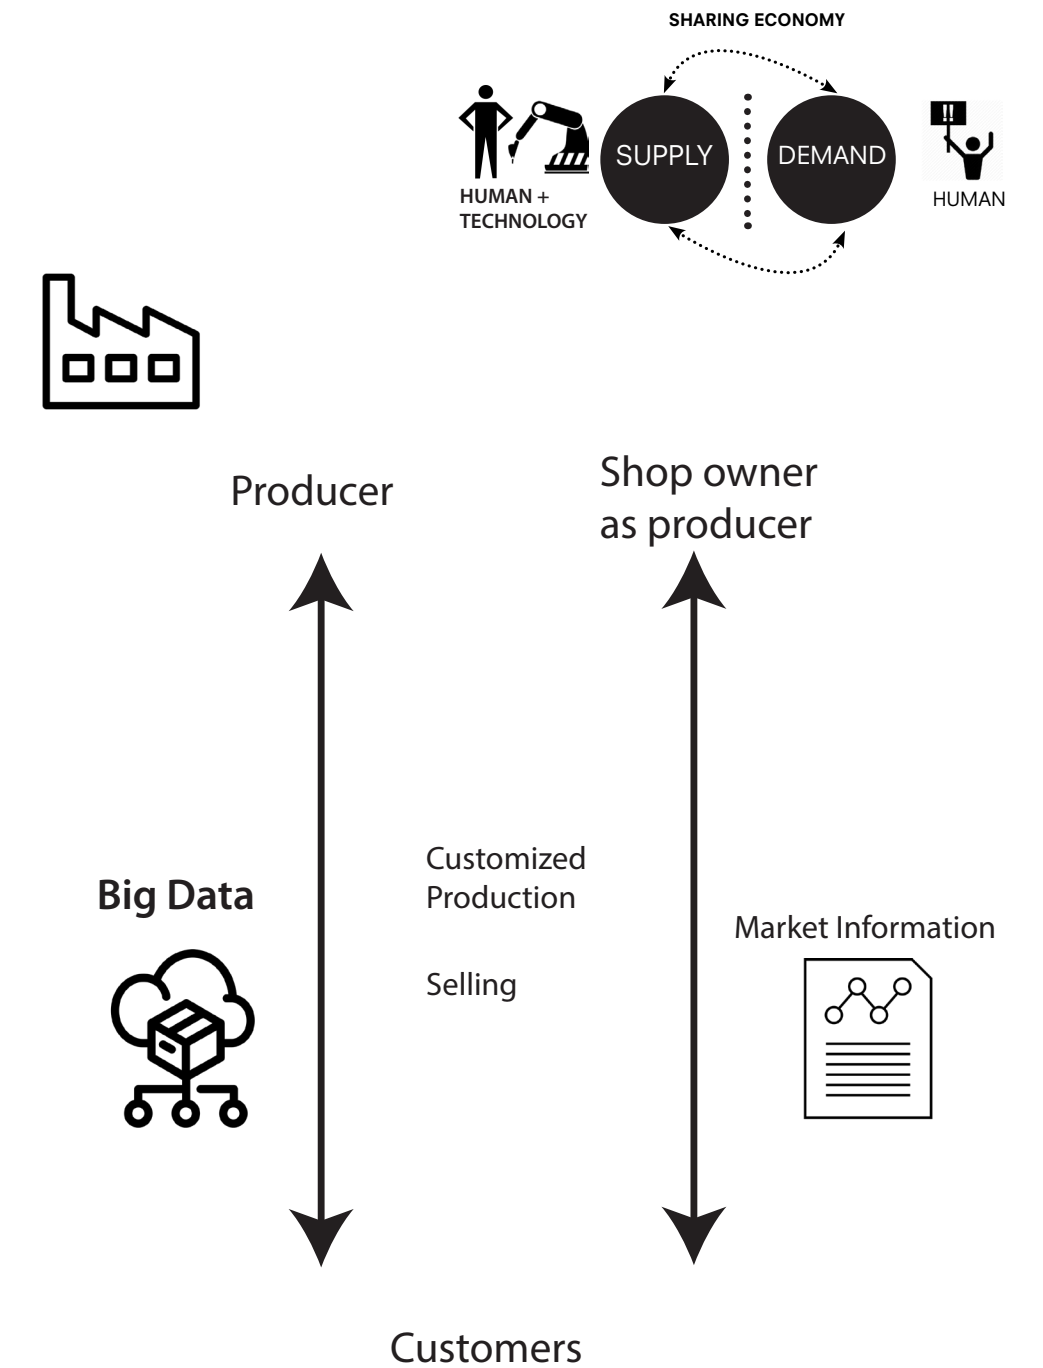 SHARING ECONOMY
SUPPLY
DEMAND
HUMAN +
TECHNOLOGY
HUMAN
!!
Producer
Shop owner
as producer
Customized
Production
Big Data
Market Information
Selling
Customers